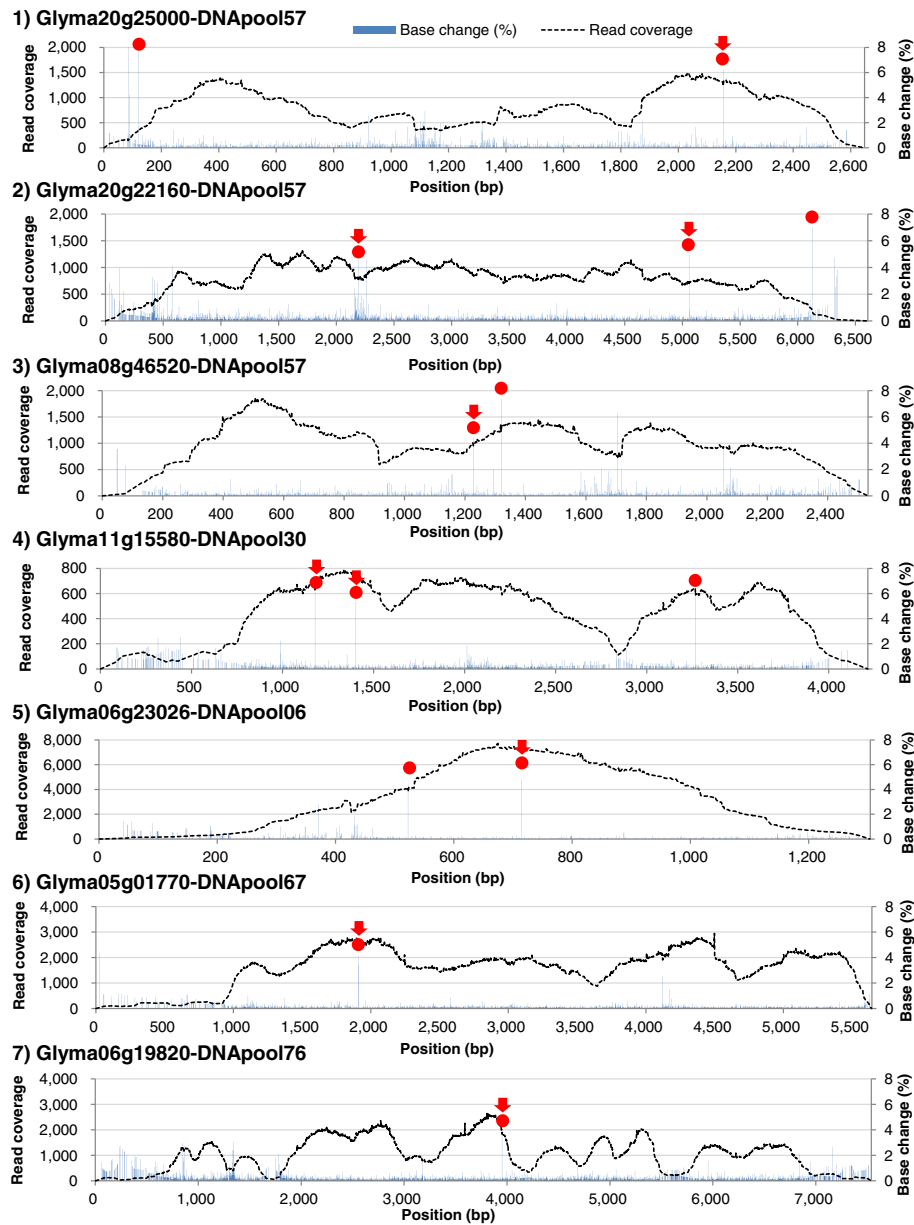 1) Glyma20g25000-DNApool57
Base change (%) Read coverage
Read coverage
2,000 1,500 1,000 500 0
8 6 4 2 0
Base change (%)
0 200 400 600 800 1,000 1,200 1,400 1,600 1,800 2,000 2,200 2,400 2,600
Position (bp)
2) Glyma20g22160-DNApool57
Read coverage
2,000 1,500 1,000 500 0
8 6 4 2 0
Base change (%)
0 500 1,000 1,500 2,000 2,500 3,000 3,500 4,000 4,500 5,000 5,500 6,000 6,500
Position (bp)
3) Glyma08g46520-DNApool57
Read coverage
2,000 1,500 1,000 500 0
8 6 4 2 0
Base change (%)
0 200 400 600 800 1,000 1,200 1,400 1,600 1,800 2,000 2,200 2,400
Position (bp)
4) Glyma11g15580-DNApool30
Read coverage
800 600 400 200 0
8 6 4 2 0
Base change (%)
0 500 1,000 1,500 2,000 2,500 3,000 3,500 4,000
Position (bp)
5) Glyma06g23026-DNApool06
Read coverage
8,000 6,000 4,000 2,000 0
8 6 4 2 0
Base change (%)
0 200 400 600 800 1,000 1,200
Position (bp)
6) Glyma05g01770-DNApool67
Read coverage
4,000 3,000 2,000 1,000 0
8 6 4 2 0
Base change (%)
0 500 1,000 2,000 2,500 3,000 3,500 4,000 4,500 5,000 5,600
Position (bp)
7) Glyma06g19820-DNApool76
Read coverage
4,000 3,000 2,000 1,000 0
8 6 4 2 0
Base change (%)
0 1,000 2,000 3,000 4,000 5,000 6,000 7,000
Position (bp)